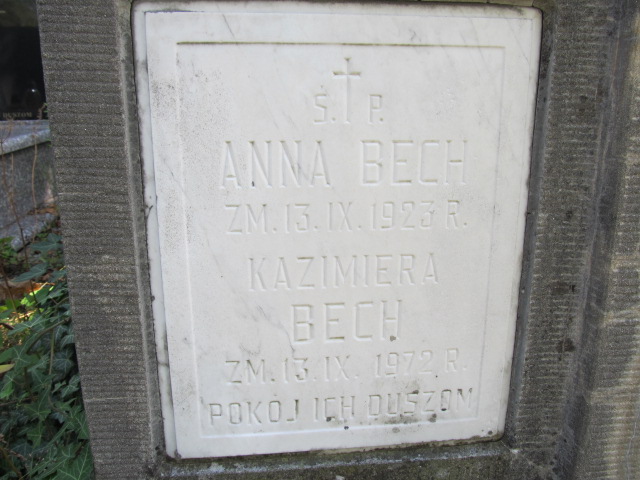 Ś. P.
ANNA BECH
ZM. 13. IX. 1923 R.
KAZIMIERA
BECH
ZM. 13. IX. 1972 R.
POKÓJ ICH DUSZOM